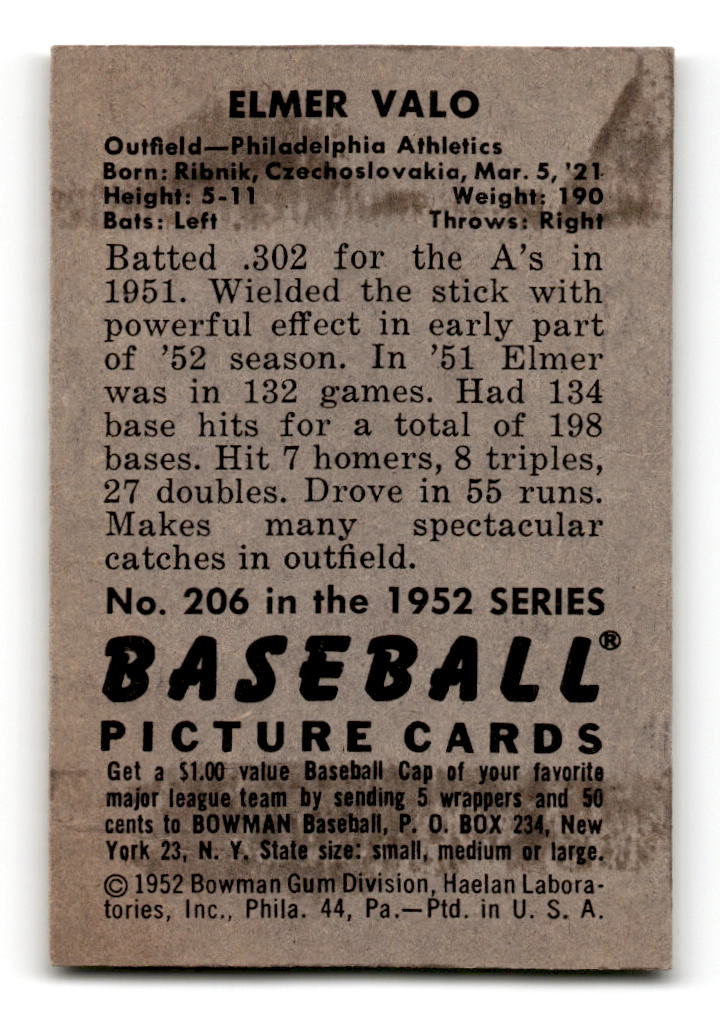 ELMER VALO
Outfield—Philadelphia Athletics
Born: Ribnik, Czechoslovakia, Mar. 5, '21
Height: 5-11 Weight: 190
Bats: Left Throws: Right
Batted .302 for the A's in
1951. Wielded the stick with
powerful effect in early part
of '52 season. In '51 Elmer
was in 132 games. Had 134
base hits for a total of 198
bases. Hit 7 homers, 8 triples,
27 doubles. Drove in 55 runs.
Makes many spectacular
catches in outfield.
No. 206 in the 1952 SERIES
BASEBALL®
PICTURE CARDS
Get a $1.00 value Baseball Cap of your favorite
major league team by sending 5 wrappers and 50
cents to BOWMAN Baseball, P. O. BOX 234, New
York 23, N. Y. State size: small, medium or large.
© 1952 Bowman Gum Division, Haelan Labora-
tories, Inc., Phila. 44, Pa.—Ptd. in U. S. A.